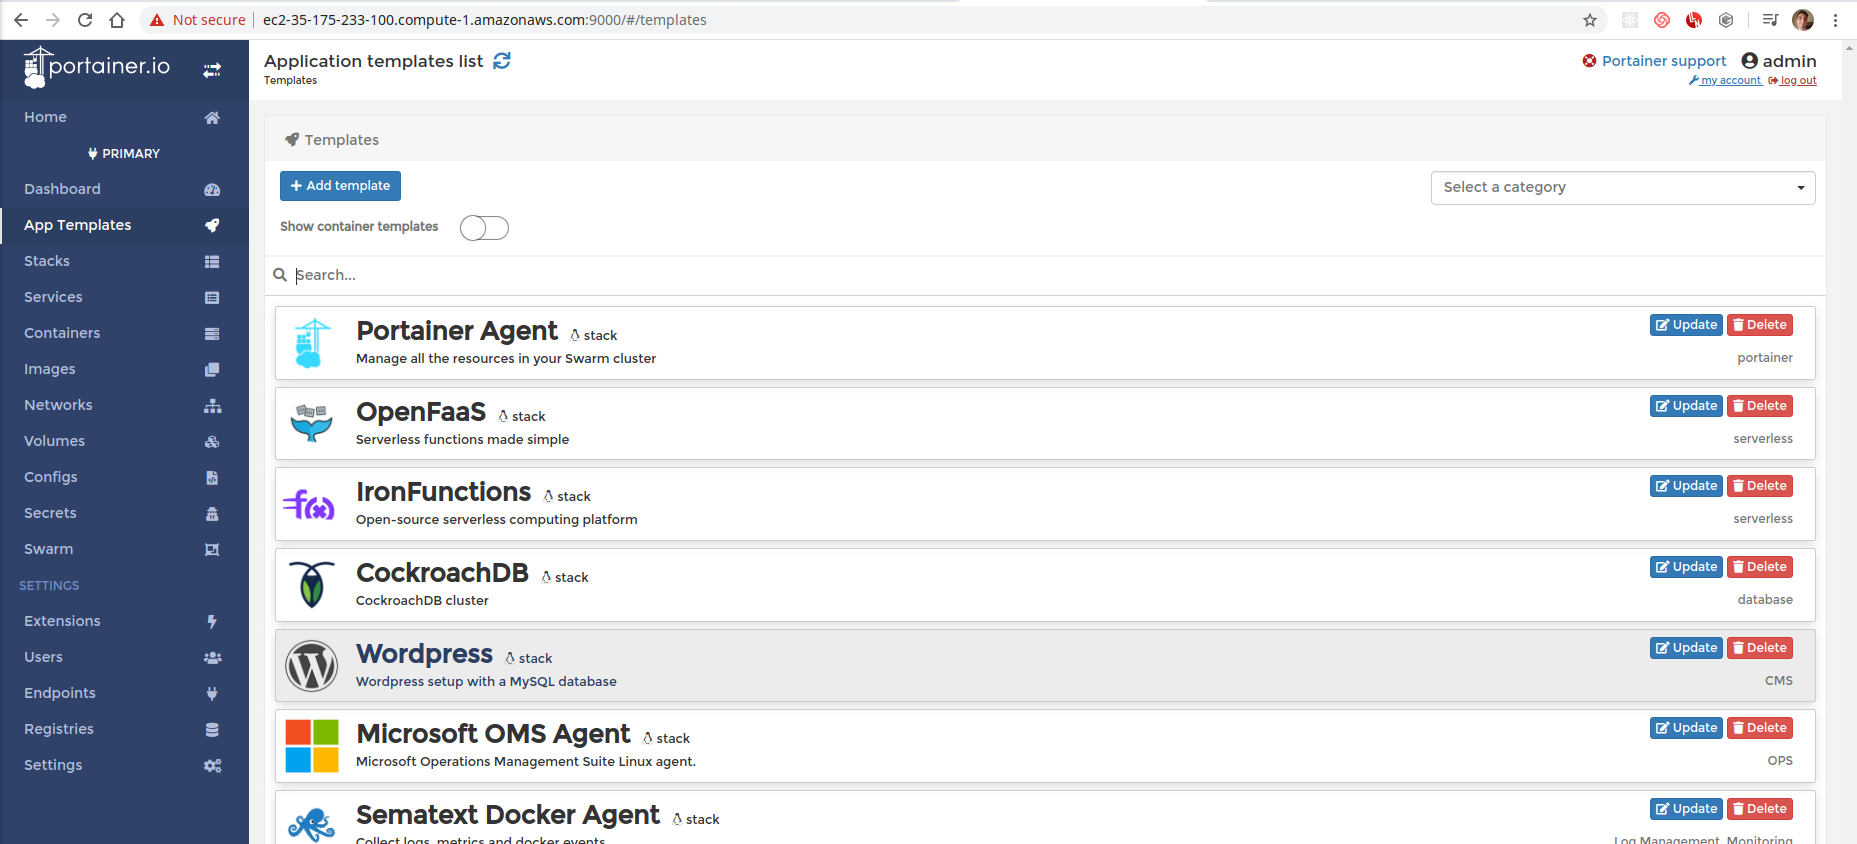 Not secure ec2-35-175-233-100.compute-1.amazonaws.com:9000/#/templates
portainer.io
Home
PRIMARY
Dashboard
App Templates
Stacks
Services
Containers
Images
Networks
Volumes
Configs
Secrets
Swarm
SETTINGS
Extensions
Users
Endpoints
Registries
Settings
Application templates list
Templates
Portainer support admin
my account log out
Templates
Add template
Select a category
Show container templates
Search...
Portainer Agent stack
Update Delete
Manage all the resources in your Swarm cluster
portainer
OpenFaaS stack
Update Delete
Serverless functions made simple
serverless
IronFunctions stack
Update Delete
Open-source serverless computing platform
serverless
CockroachDB stack
Update Delete
CockroachDB cluster
database
Wordpress stack
Update Delete
Wordpress setup with a MySQL database
CMS
Microsoft OMS Agent stack
Update Delete
Microsoft Operations Management Suite Linux agent.
OPS
Sematext Docker Agent stack
Update Delete
Collect logs, metrics and docker events
Log Management, Monitoring